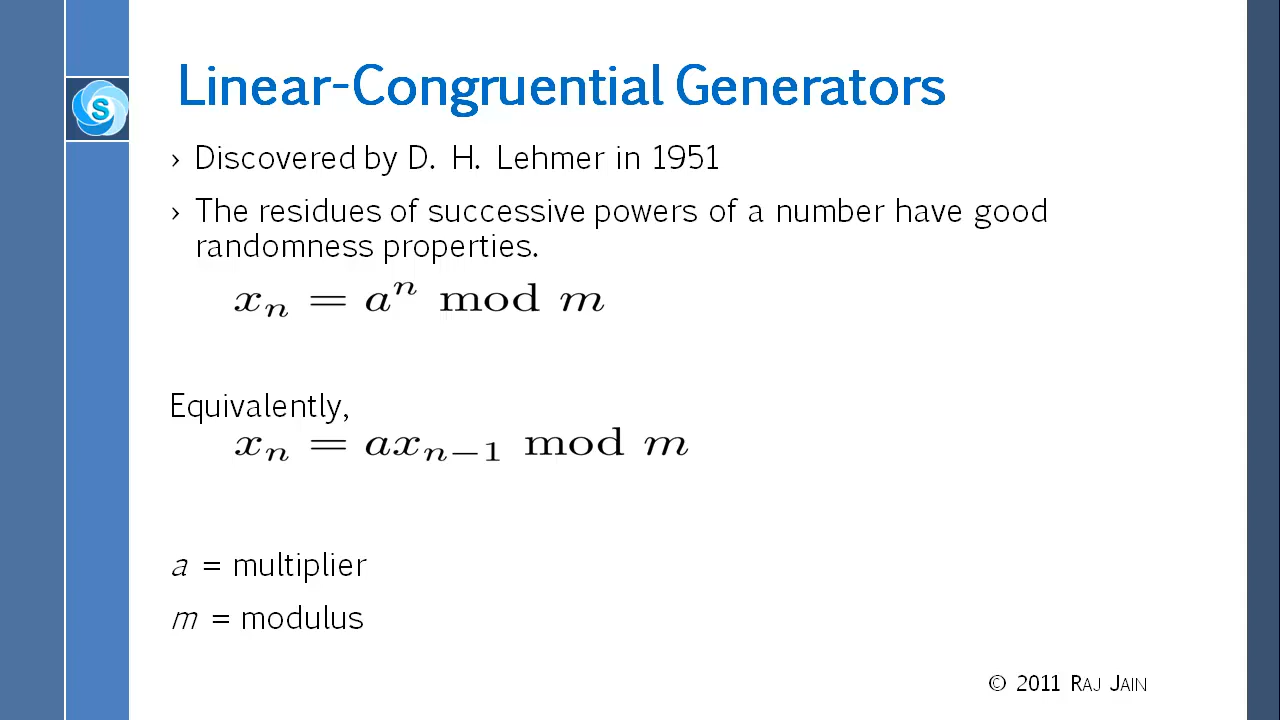 Linear-Congruential Generators
› Discovered by D. H. Lehmer in 1951
› The residues of successive powers of a number have good
randomness properties.
xₙ = aⁿ mod m
Equivalently,
xₙ = axₙ₋₁ mod m
a = multiplier
m = modulus
© 2011 RAJ JAIN
S